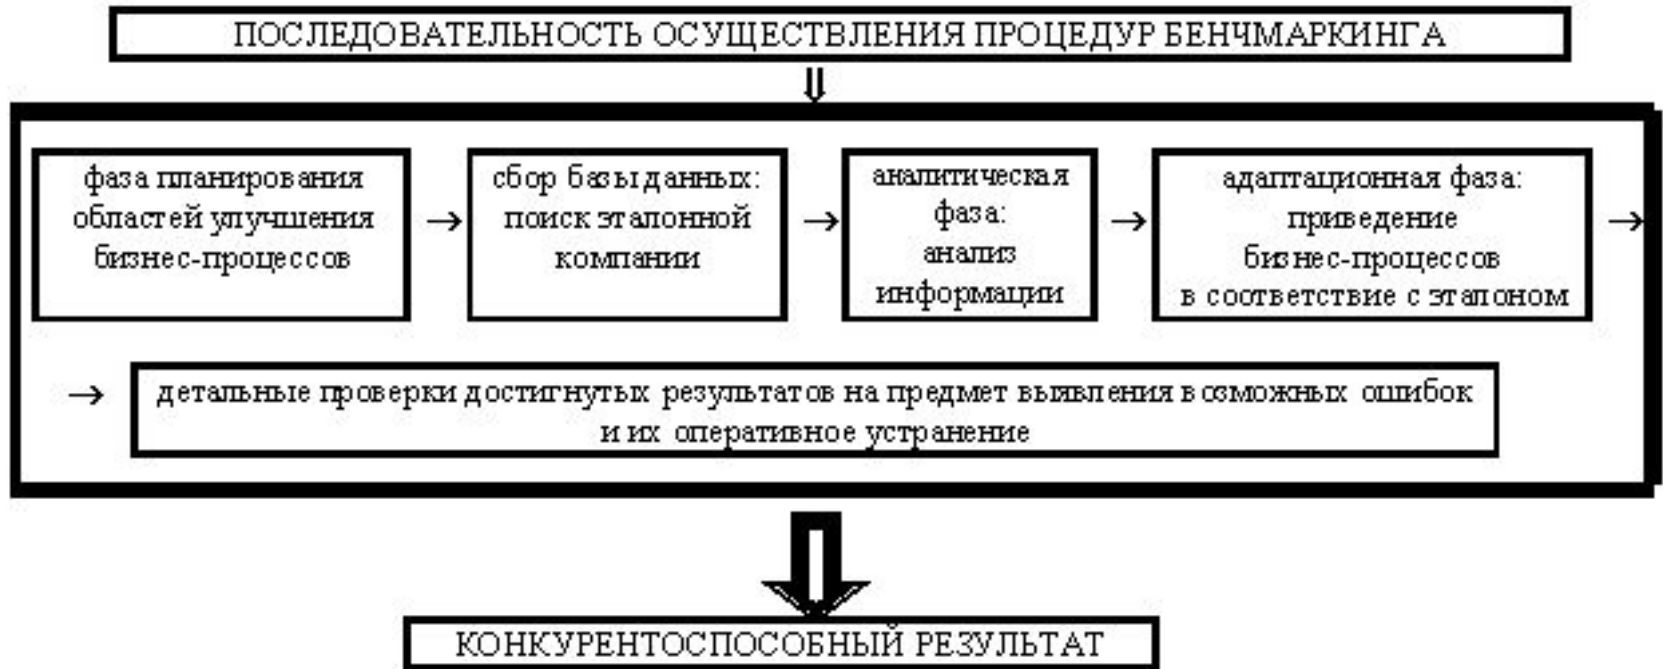 ПОСЛЕДОВАТЕЛЬНОСТЬ ОСУЩЕСТВЛЕНИЯ ПРОЦЕДУР БЕНЧМАРКИНГА
фаза планирования
областей улучшения
бизнес-процессов
сбор базы данных:
поиск эталонной
компании
аналитическая
фаза:
анализ
информации
адаптационная фаза:
приведение
бизнес-процессов
в соответствие с эталоном
детальные проверки достигнутых результатов на предмет выявления возможных ошибок
и их оперативное устранение
КОНКУРЕНТОСПОСОБНЫЙ РЕЗУЛЬТАТ